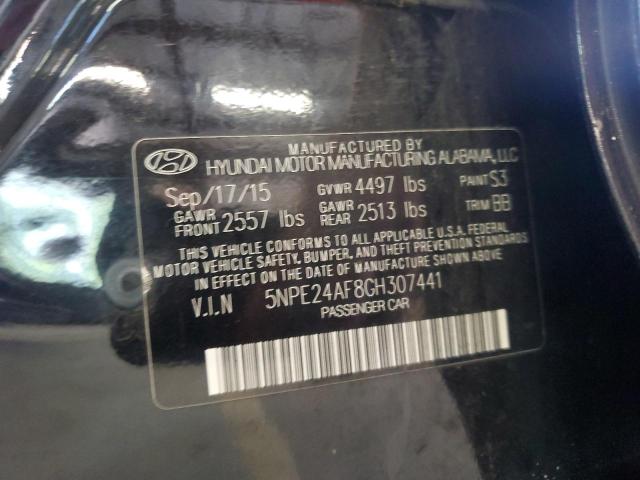 MANUFACTURED BY
HYUNDAI MOTOR MANUFACTURING ALABAMA, LLC
Sep/17/15 GVWR 4497 lbs PAINT S3
GAWR FRONT 2557 lbs GAWR REAR 2513 lbs TRIM BB
THIS VEHICLE CONFORMS TO ALL APPLICABLE U.S.A. FEDERAL
MOTOR VEHICLE SAFETY, BUMPER, AND THEFT PREVENTION STANDARDS
IN EFFECT ON THE DATE OF MANUFACTURE SHOWN ABOVE
V.I.N 5NPE24AF8GH307441
PASSENGER CAR